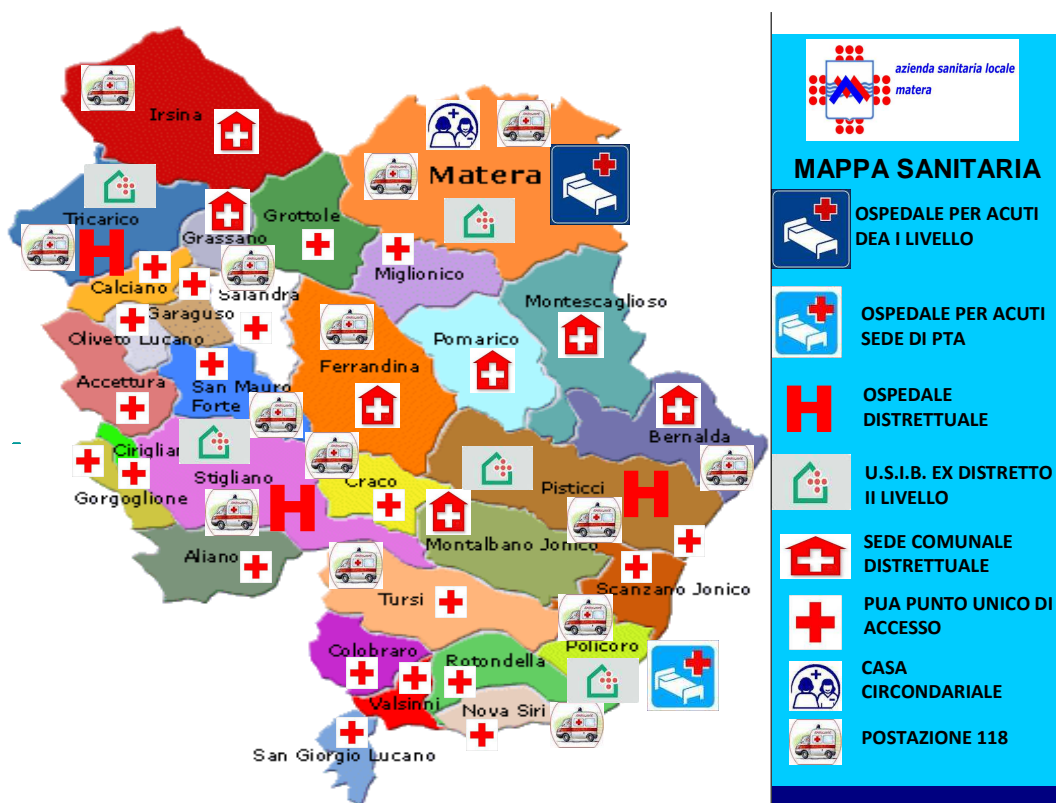 Irsina
Matera
Tricarico
Grassano
Grottole
Miglionico
Calciano
Garaguso
Salandra
Montescaglioso
Oliveto Lucano
Pomarico
Accettura
San Mauro
Forte
Ferrandina
Bernalda
Ciriglian
Gorgoglione
Stigliano
Craco
Pisticci
Aliano
Montalbano Jonico
Scanzano Jonico
Tursi
Colobraro
Rotondella
Policoro
Valsinni
Nova Siri
San Giorgio Lucano
azienda sanitaria locale
matera
MAPPA SANITARIA
OSPEDALE PER ACUTI
DEA I LIVELLO
OSPEDALE PER ACUTI
SEDE DI PTA
H
OSPEDALE
DISTRETTUALE
U.S.I.B. EX DISTRETTO
II LIVELLO
SEDE COMUNALE
DISTRETTUALE
PUA PUNTO UNICO DI
ACCESSO
CASA
CIRCONDARIALE
POSTAZIONE 118